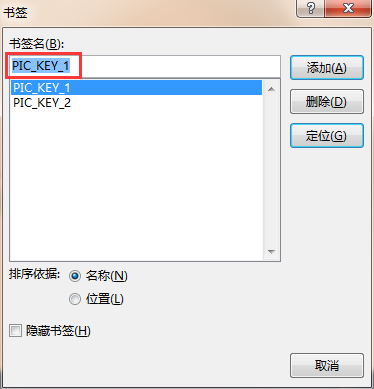 书签
书签名(B):
PIC_KEY_1
添加(A)
PIC_KEY_1
PIC_KEY_2
删除(D)
定位(G)
排序依据: 名称(N)
位置(L)
隐藏书签(H)
取消